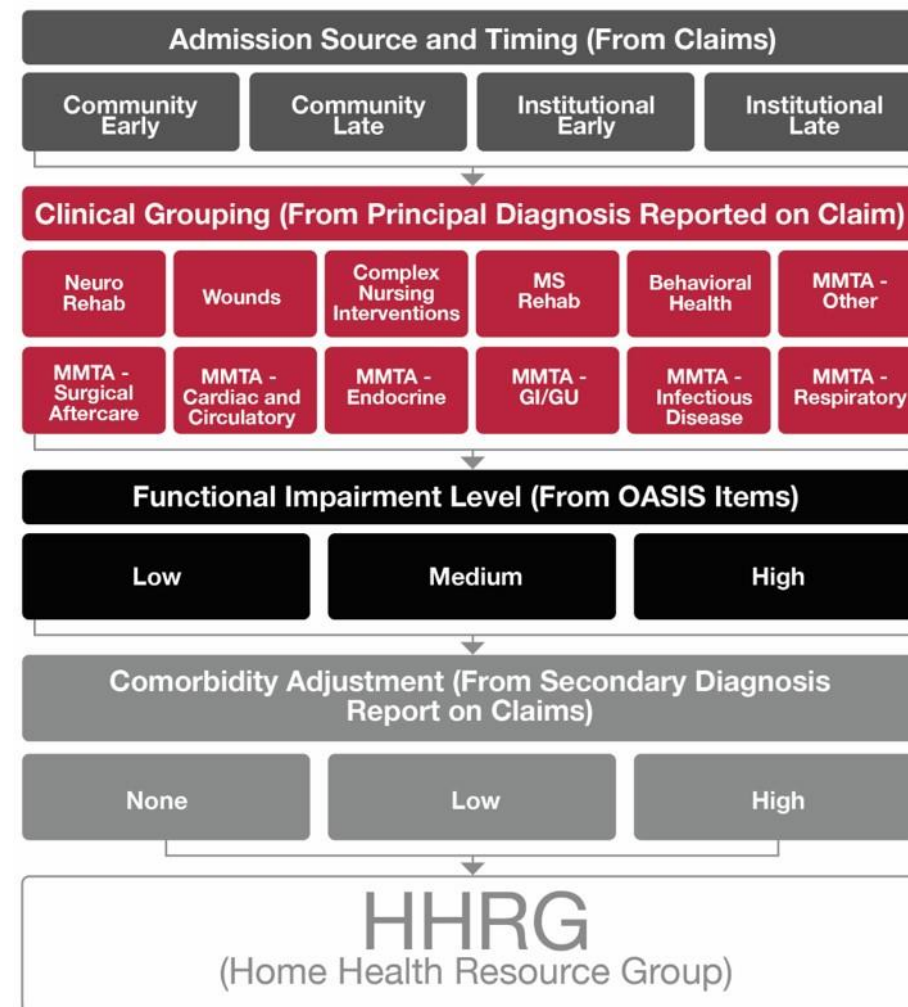 Admission Source and Timing (From Claims)
Community
Early
Community
Late
Institutional
Early
Institutional
Late
Clinical Grouping (From Principal Diagnosis Reported on Claim)
Neuro
Rehab
Wounds
Complex
Nursing
Interventions
MS
Rehab
Behavioral
Health
MMTA -
Other
MMTA -
Surgical
Aftercare
MMTA -
Cardiac and
Circulatory
MMTA -
Endocrine
MMTA -
GI/GU
MMTA -
Infectious
Disease
MMTA -
Respiratory
Functional Impairment Level (From OASIS Items)
Low
Medium
High
Comorbidity Adjustment (From Secondary Diagnosis
Report on Claims)
None
Low
High
HHRG
(Home Health Resource Group)